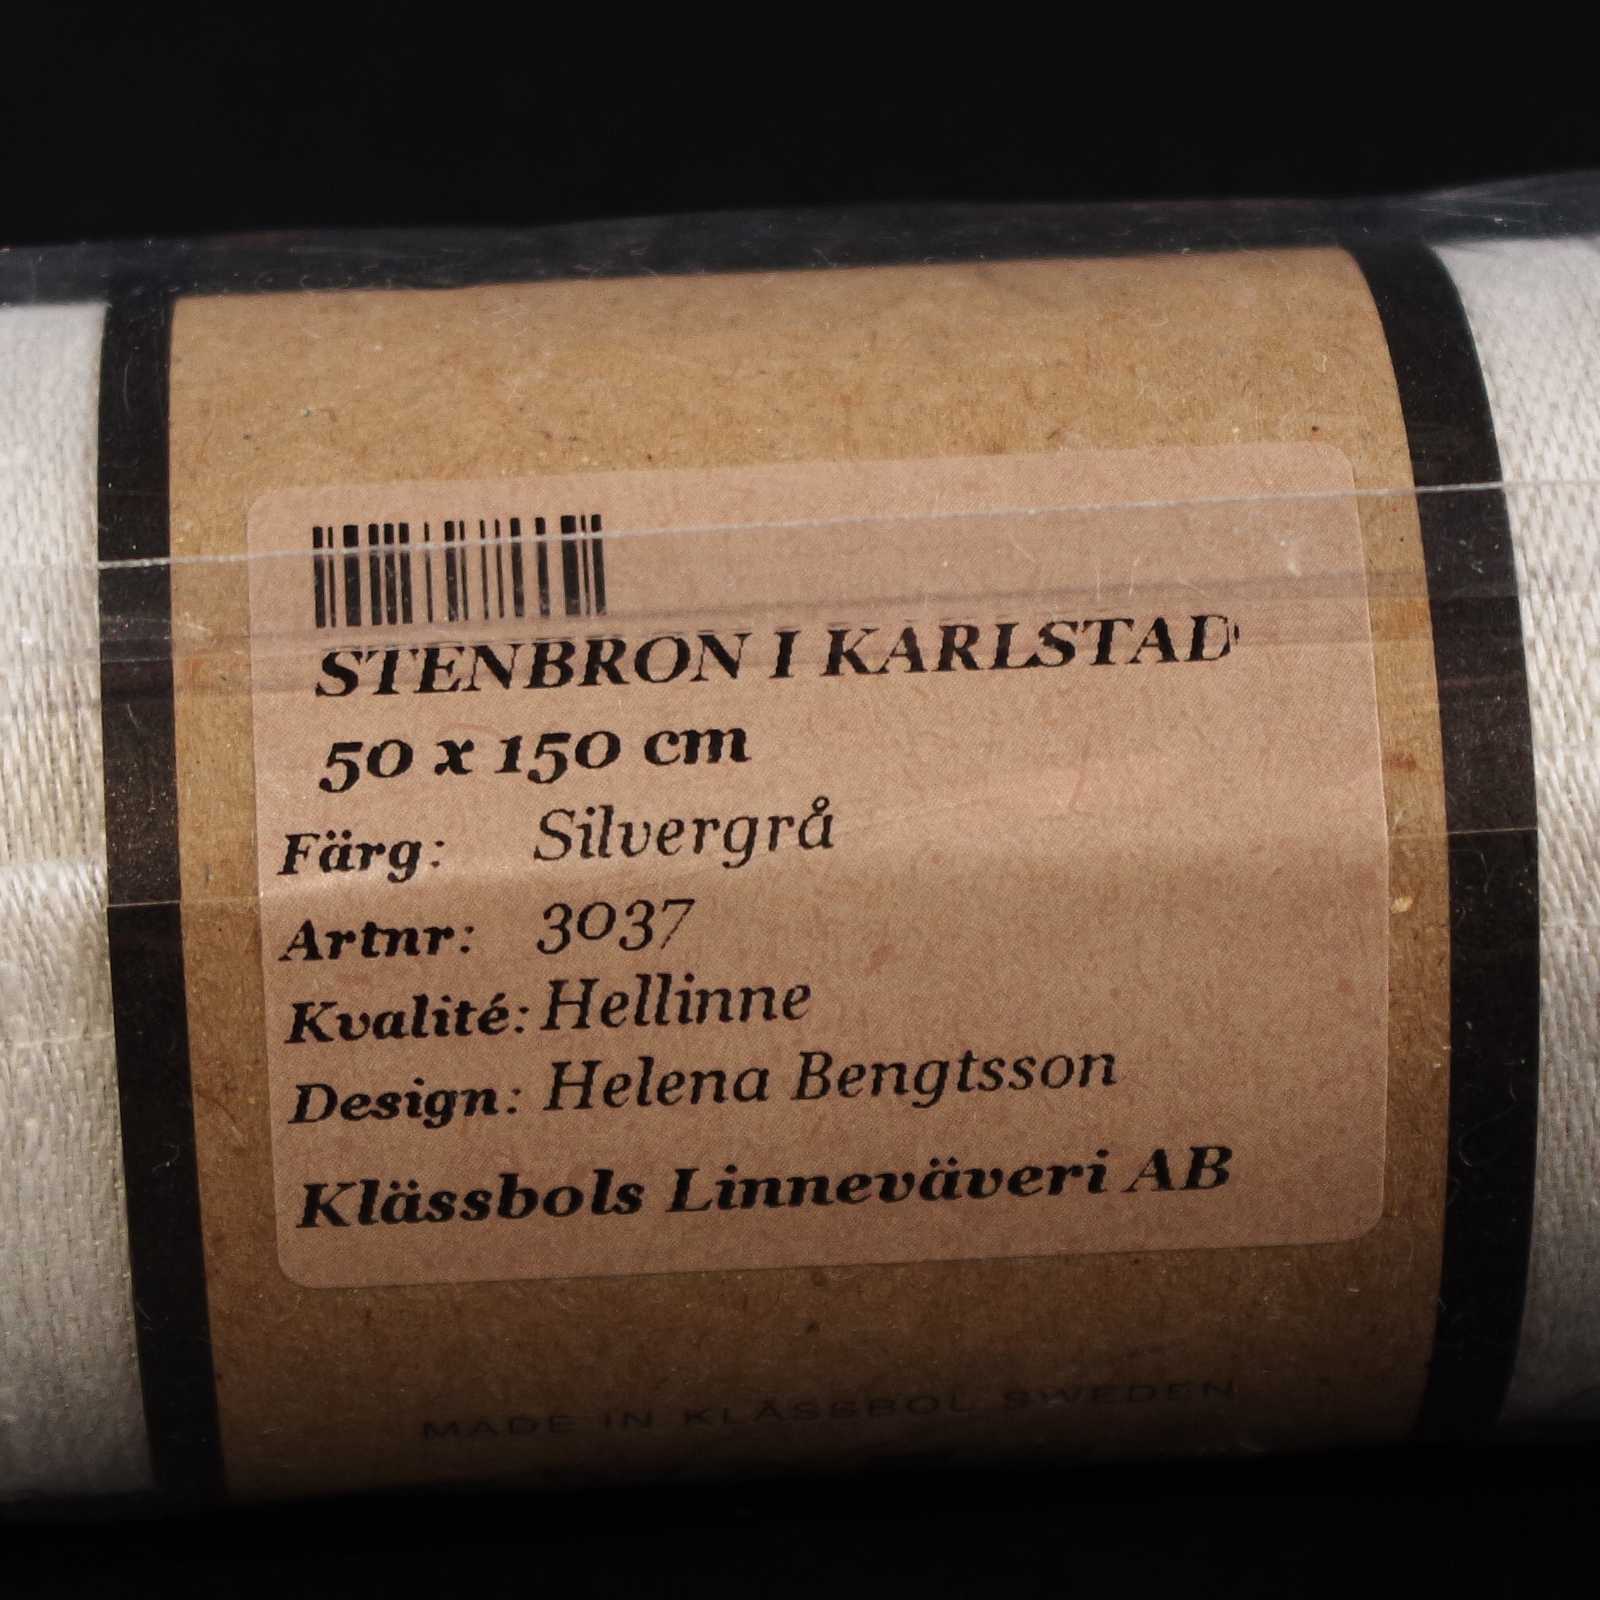 STENBRON I KARLSTAD
50 x 150 cm
Färg: Silvergrå
Artnr: 3037
Kvalité: Hellinne
Design: Helena Bengtsson
Klässbols Linneväveri AB
MADE IN KLÄSSBOL SWEDEN